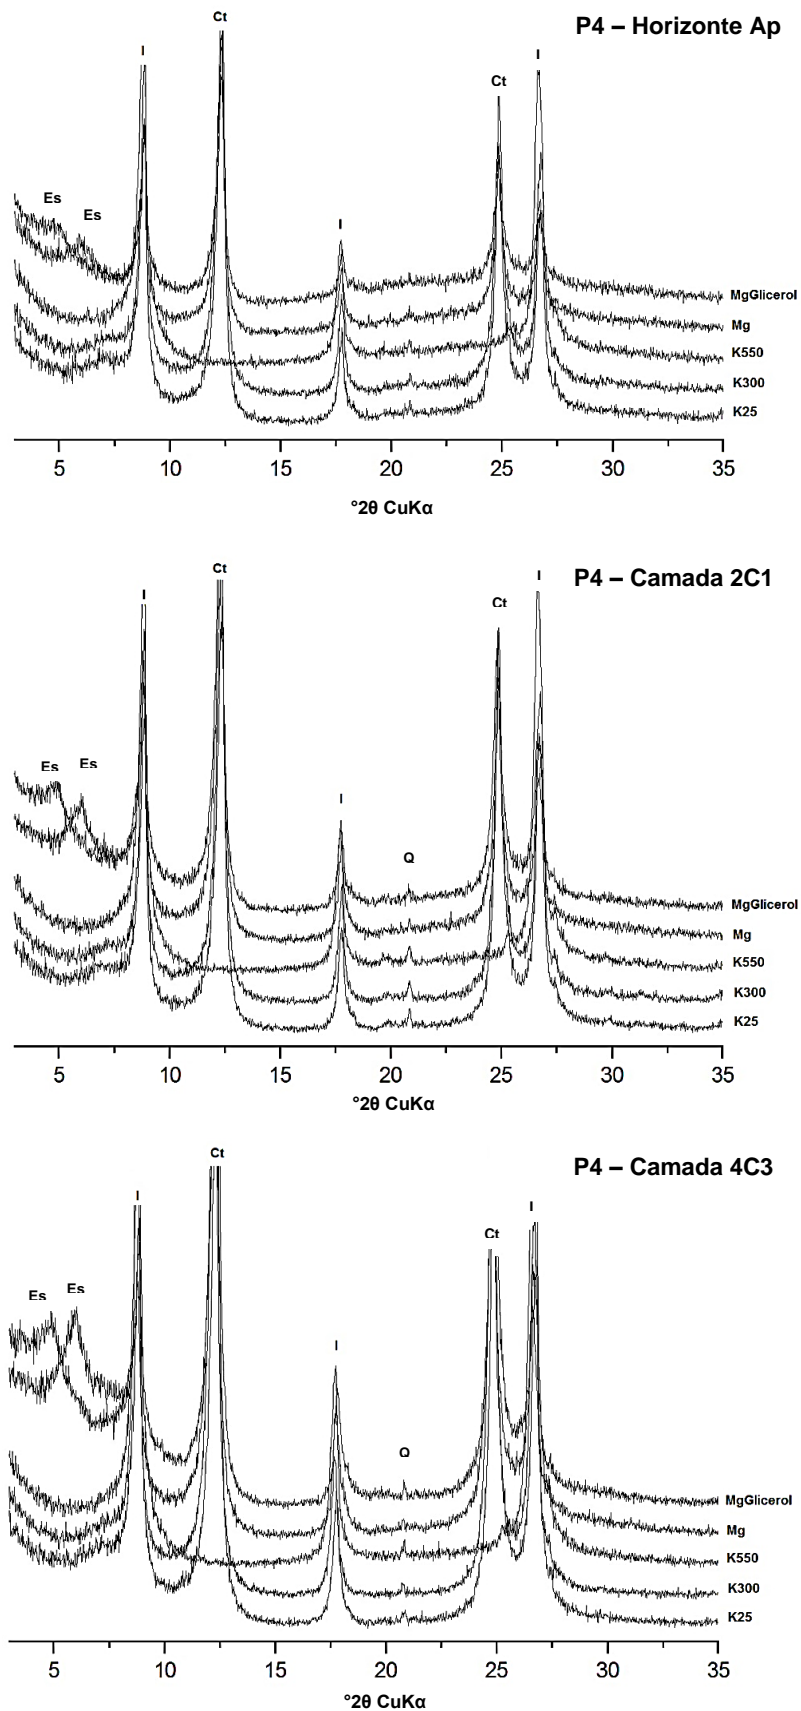 P4 – Horizonte Ap
Ct
I
I
Ct
Es
Es
I
MgGlicerol
Mg
K550
K300
K25
5 10 15 20 25 30 35
°2θ CuKα
P4 – Camada 2C1
Ct
I
I
Ct
Es
Es
I
Q
MgGlicerol
Mg
K550
K300
K25
5 10 15 20 25 30 35
°2θ CuKα
P4 – Camada 4C3
Ct
I
I
Ct
Es
Es
I
Q
MgGlicerol
Mg
K550
K300
K25
5 10 15 20 25 30 35
°2θ CuKα